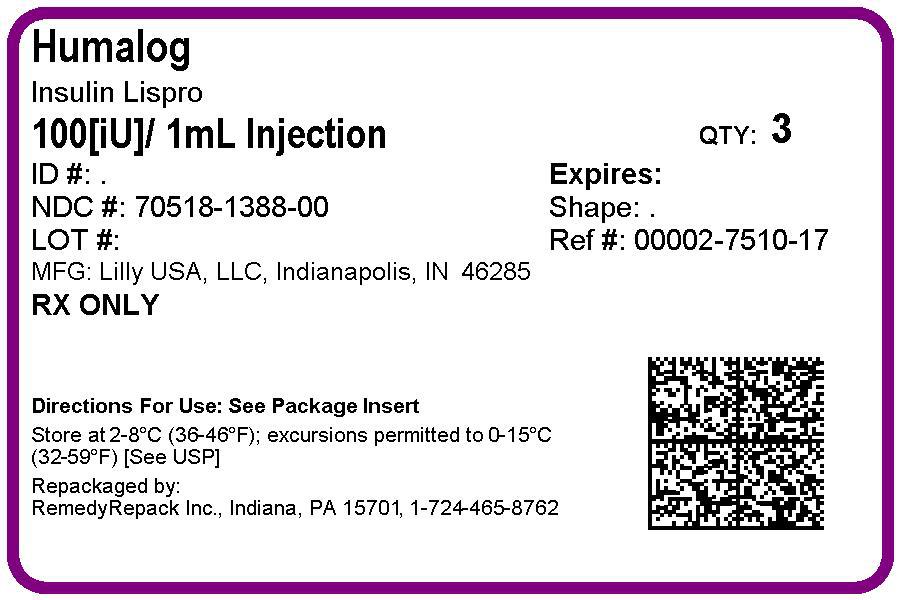 Humalog
Insulin Lispro
100[iU]/ 1mL Injection
QTY: 3
ID #: .
Expires:
NDC #: 70518-1388-00
Shape: .
LOT #:
Ref #: 00002-7510-17
MFG: Lilly USA, LLC, Indianapolis, IN  46285
RX ONLY
Directions For Use: See Package Insert
Store at 2-8°C (36-46°F); excursions permitted to 0-15°C
(32-59°F) [See USP]
Repackaged by:
RemedyRepack Inc., Indiana, PA 15701, 1-724-465-8762